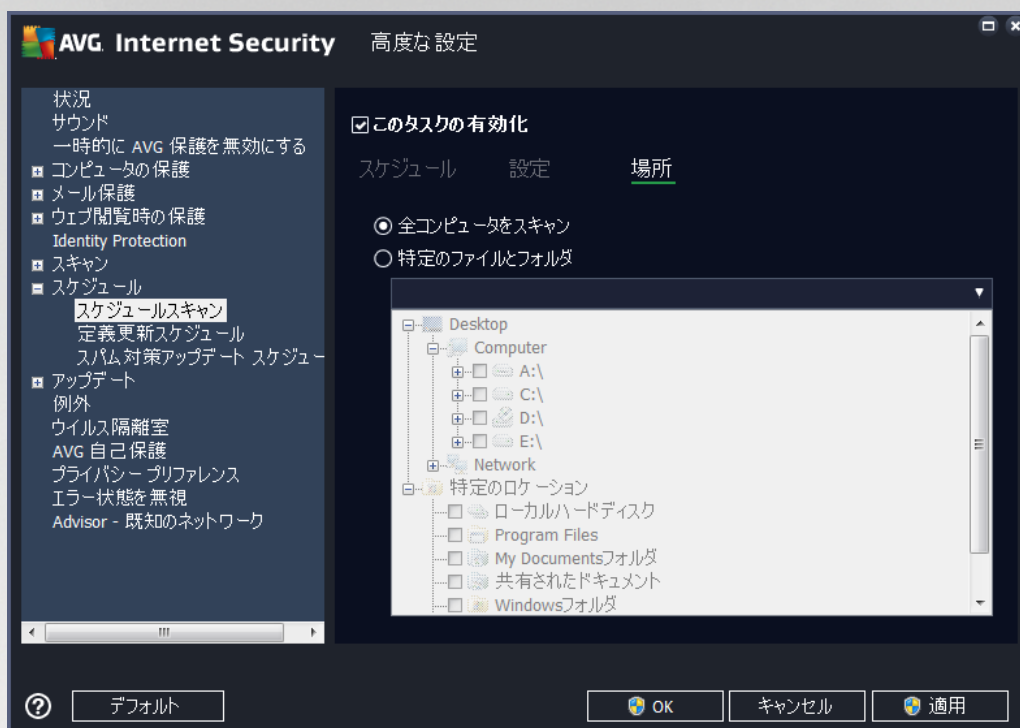 AVG. Internet Security 高度な設定
状況
サウンド
一時的に AVG 保護を無効にする
コンピュータの保護
メール保護
ウェブ閲覧時の保護
Identity Protection
スキャン
スケジュール
スケジュールスキャン
定義更新スケジュール
スパム対策アップデート スケジュー
アップデート
例外
ウイルス隔離室
AVG 自己保護
プライバシー プリファレンス
エラー状態を無視
Advisor - 既知のネットワーク
このタスクの有効化
スケジュール 設定 場所
全コンピュータをスキャン
特定のファイルとフォルダ
Desktop
Computer
A:\
C:\
D:\
E:\
Network
特定のロケーション
ローカルハードディスク
Program Files
My Documentsフォルダ
共有されたドキュメント
Windowsフォルダ
デフォルト OK キャンセル 適用